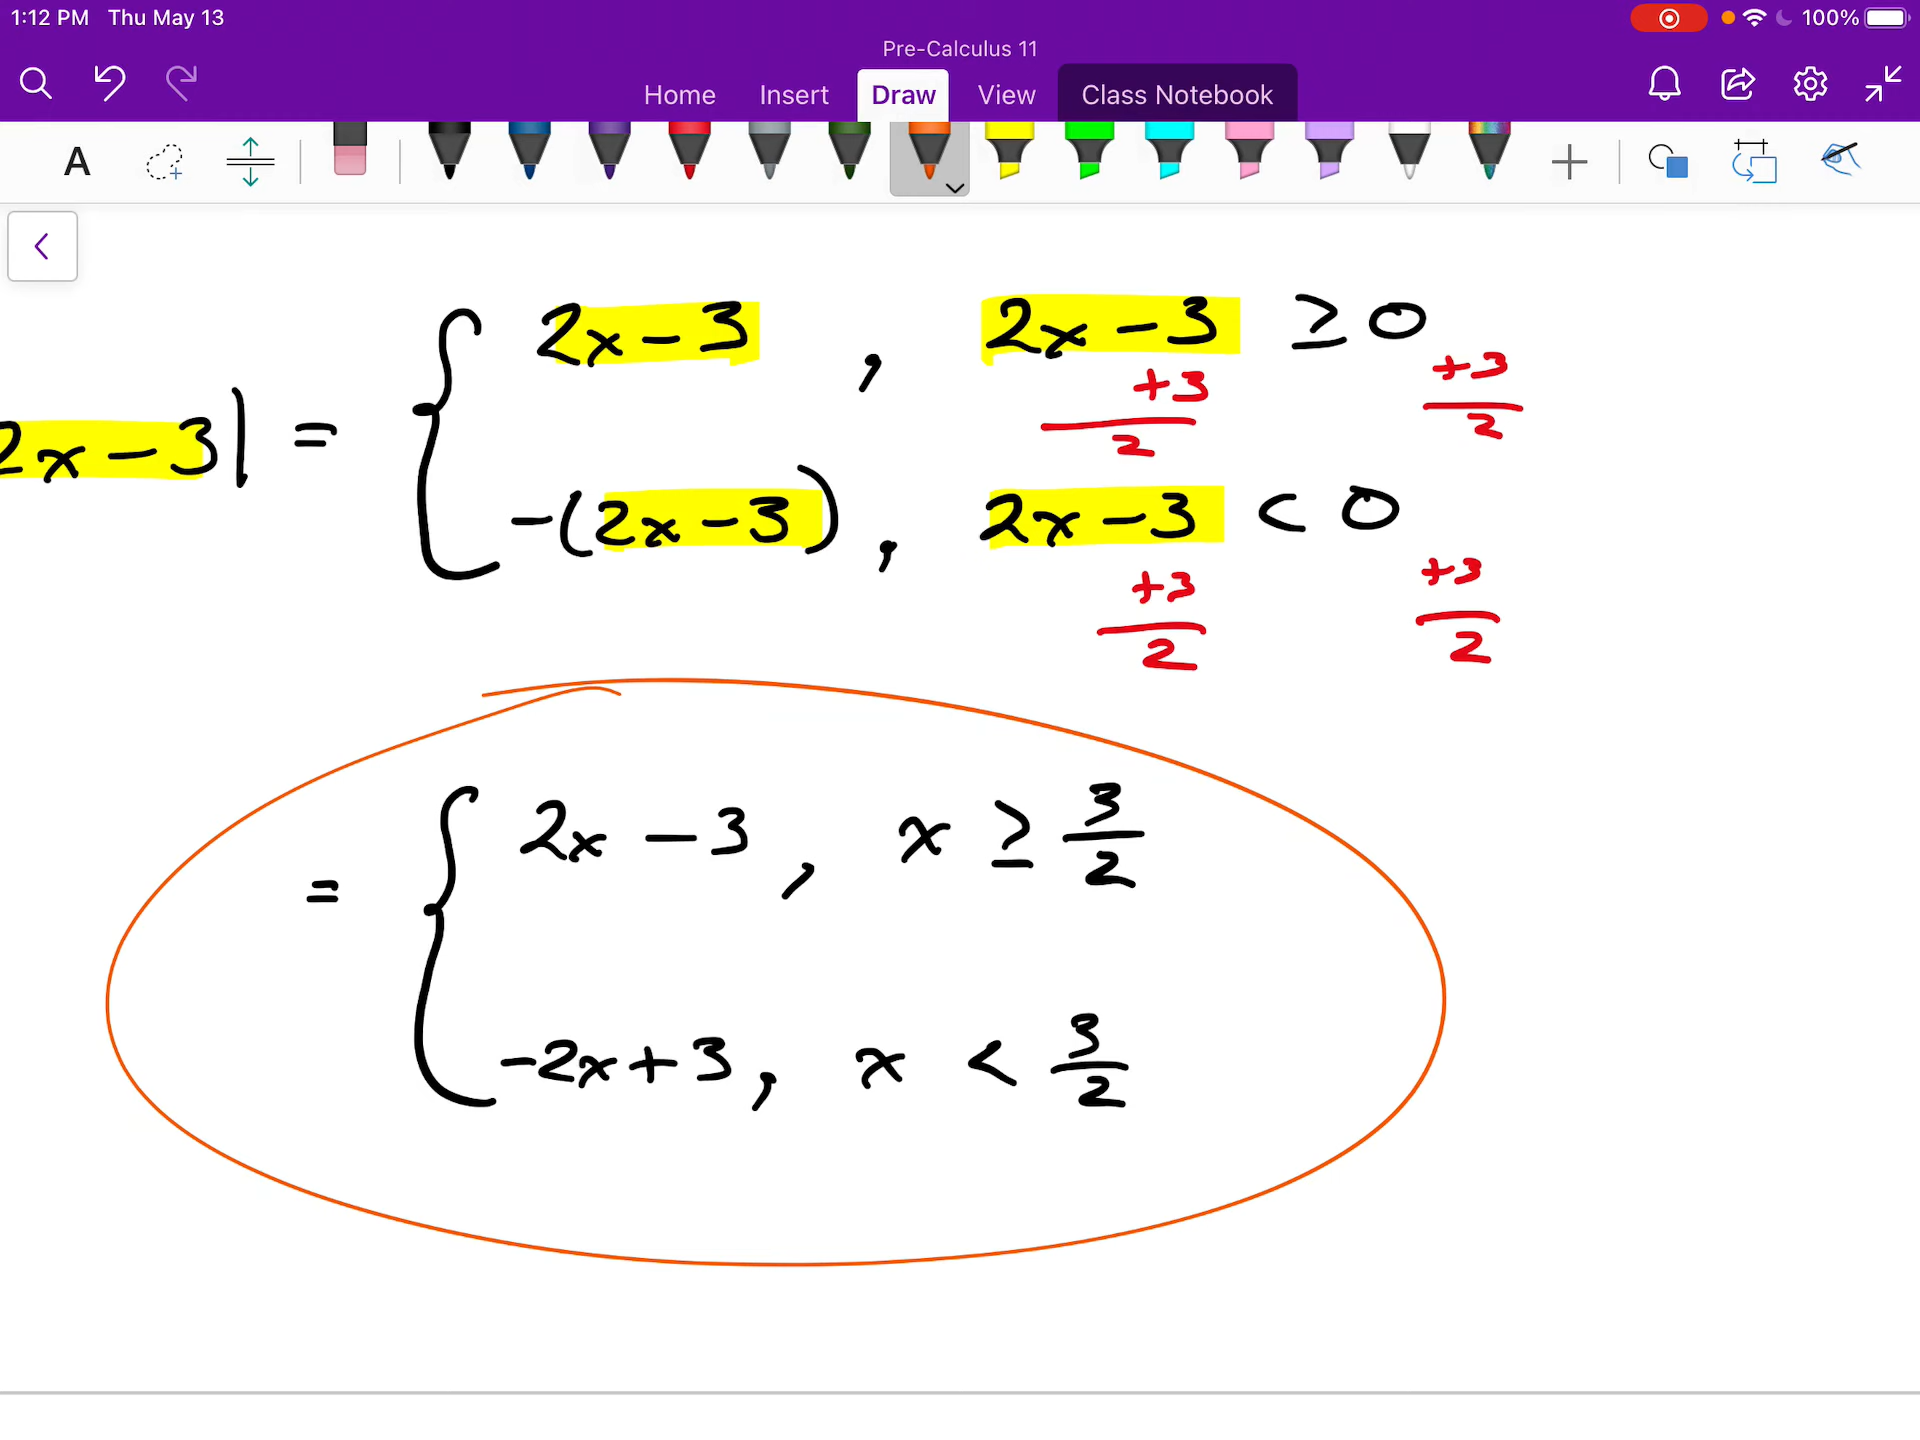 1:12 PM Thu May 13 100%
Pre-Calculus 11
Home Insert Draw View Class Notebook
A
2x - 3 , 2x - 3 ≥ 0
+3 +3
2 2
2x - 3| = {
-(2x - 3) , 2x - 3 < 0
+3 +3
2 2
= { 2x - 3 , x ≥ 3/2
-2x + 3 , x < 3/2